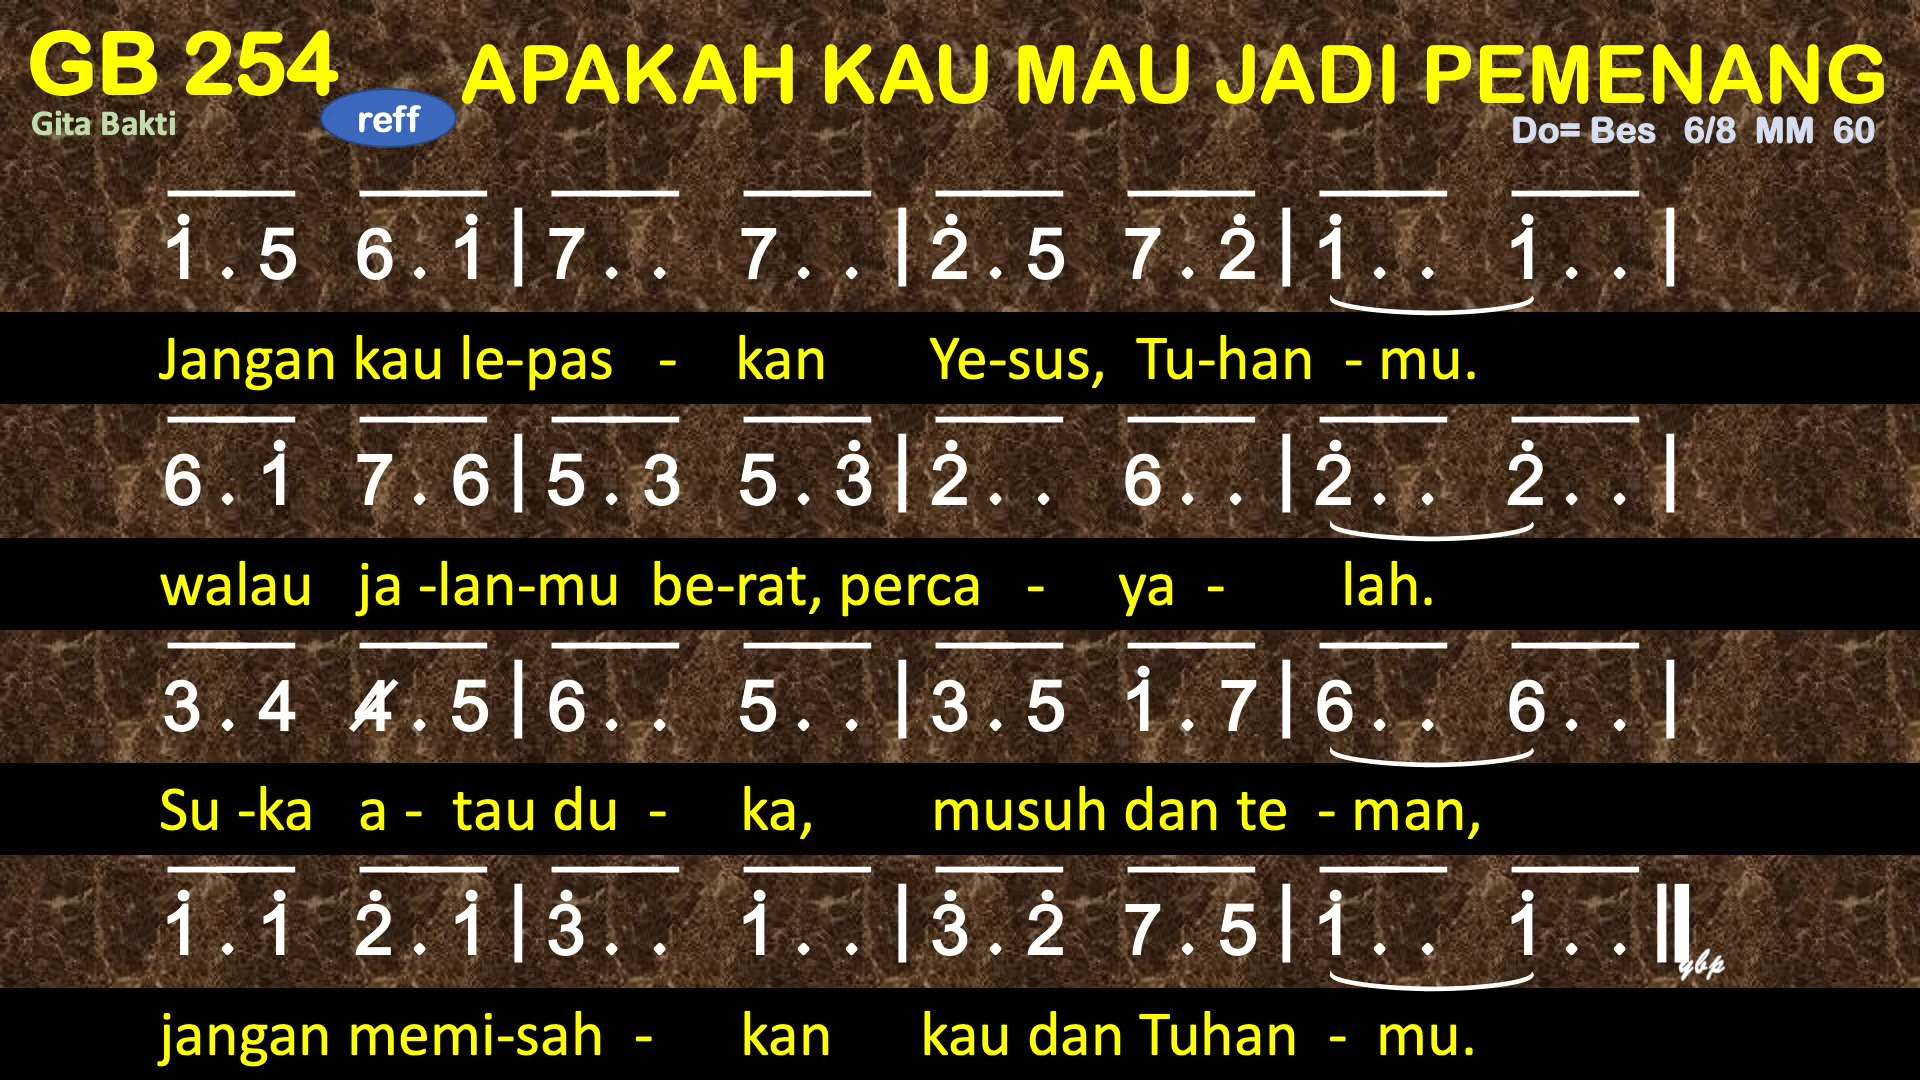 GB 254 APAKAH KAU MAU JADI PEMENANG
Gita Bakti reff Do= Bes 6/8 MM 60
1̇ . 5 6 . 1̇ | 7 . . 7 . . | 2̇ . 5 7 . 2̇ | 1̇ . . 1̇ . . |
Jangan kau le-pas - kan Ye-sus, Tu-han - mu.
6 . 1̇ 7 . 6 | 5 . 3 5 . 3̇ | 2̇ . . 6 . . | 2̇ . . 2̇ . . |
walau ja -lan-mu be-rat, perca - ya - lah.
3 . 4 4̸ . 5 | 6 . . 5 . . | 3 . 5 1̇ . 7 | 6 . . 6 . . |
Su -ka a - tau du - ka, musuh dan te - man,
1̇ . 1̇ 2̇ . 1̇ | 3̇ . . 1̇ . . | 3̇ . 2̇ 7 . 5 | 1̇ . . 1̇ . . ||
ybp
jangan memi-sah - kan kau dan Tuhan - mu.